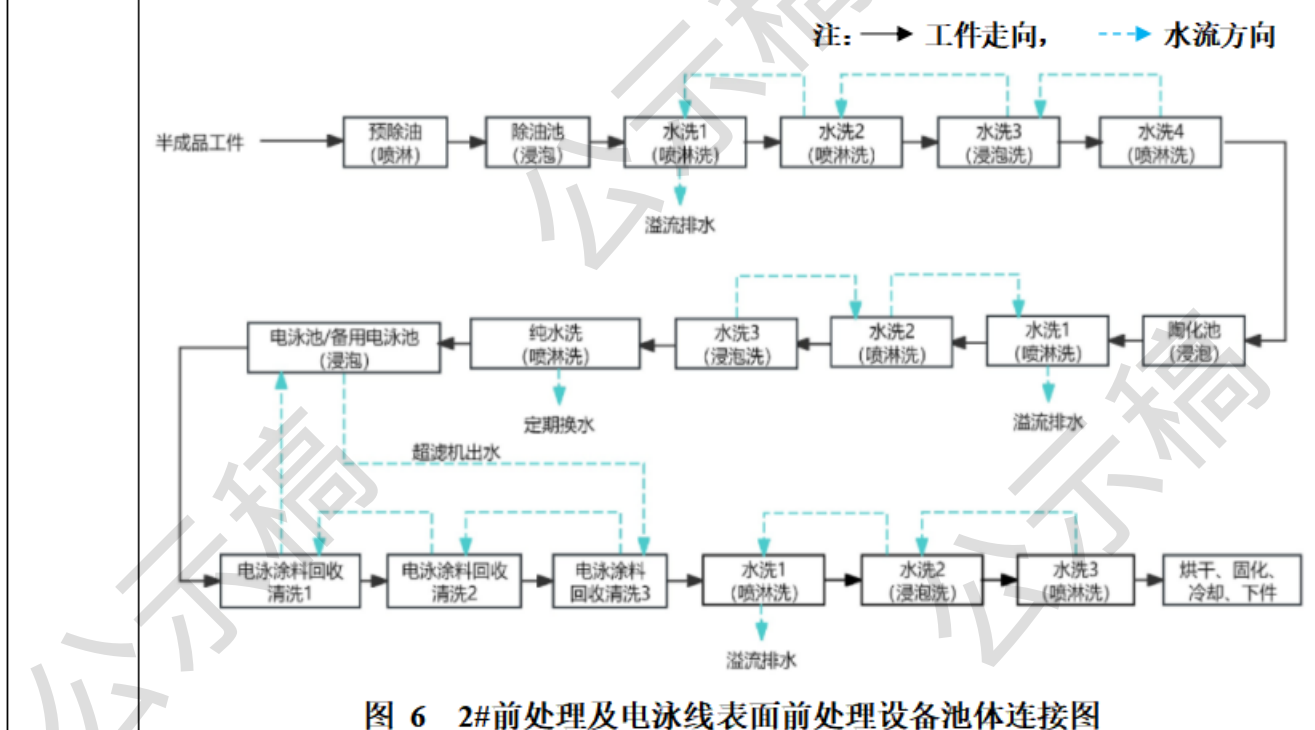 注: 工件走向, 水流方向
半成品工件
预除油
(喷淋)
除油池
(浸泡)
水洗1
(喷淋洗)
水洗2
(喷淋洗)
水洗3
(浸泡洗)
水洗4
(喷淋洗)
溢流排水
电泳池/备用电泳池
(浸泡)
纯水洗
(喷淋洗)
水洗3
(浸泡洗)
水洗2
(喷淋洗)
水洗1
(喷淋洗)
陶化池
(浸泡)
定期换水
溢流排水
超滤机出水
电泳涂料回收
清洗1
电泳涂料回收
清洗2
电泳涂料
回收清洗3
水洗1
(喷淋洗)
水洗2
(浸泡洗)
水洗3
(喷淋洗)
烘干、固化、
冷却、下件
溢流排水
图 6 2#前处理及电泳线表面前处理设备池体连接图
公示稿
公示稿
公示稿
公示稿